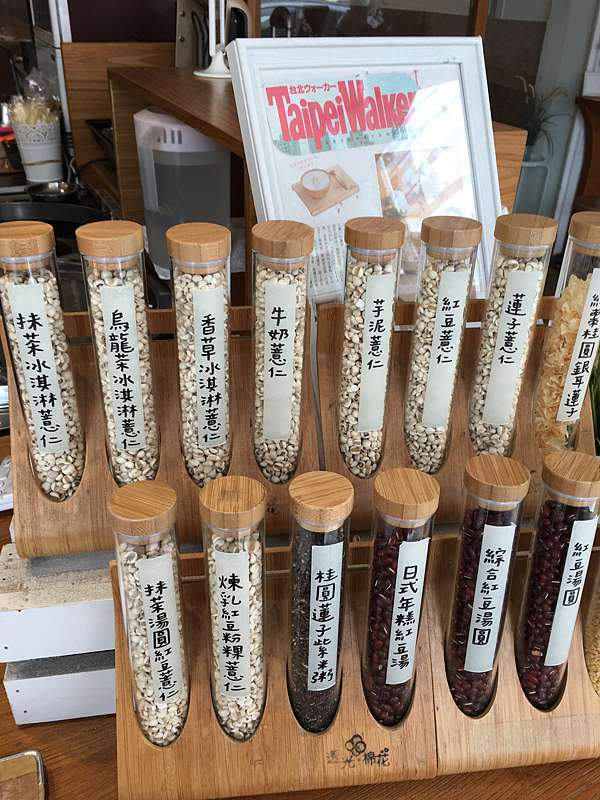 台北ウォーカー
TaipeiWalker
抹茶冰淇淋薏仁
烏龍茶冰淇淋薏仁
香草冰淇淋薏仁
牛奶薏仁
芋泥薏仁
紅豆薏仁
蓮子薏仁
紅棗桂圓銀耳蓮子
抹茶湯圓紅豆薏仁
煉乳紅豆粉粿薏仁
桂圓蓮子紫米粥
日式年糕紅豆湯
綜合紅豆湯圓
紅豆湯圓
光•棉花